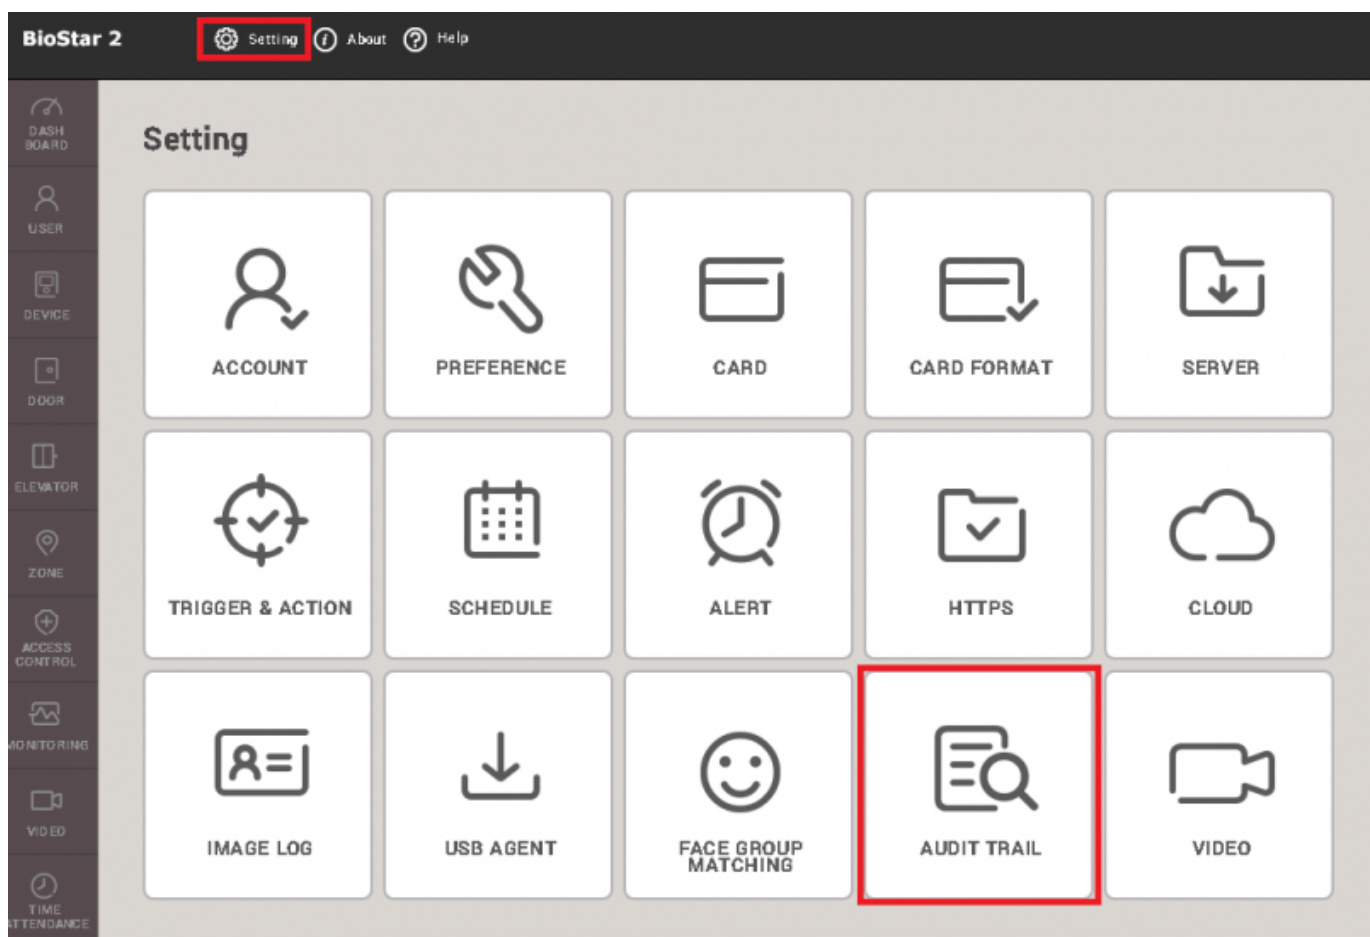 BioStar 2
Setting
About
Help
DASH
BOARD
USER
DEVICE
DOOR
ELEVATOR
ZONE
ACCESS
CONTROL
MONITORING
VIDEO
TIME
ATTENDANCE
Setting
ACCOUNT
PREFERENCE
CARD
CARD FORMAT
SERVER
TRIGGER & ACTION
SCHEDULE
ALERT
HTTPS
CLOUD
IMAGE LOG
USB AGENT
FACE GROUP
MATCHING
AUDIT TRAIL
VIDEO